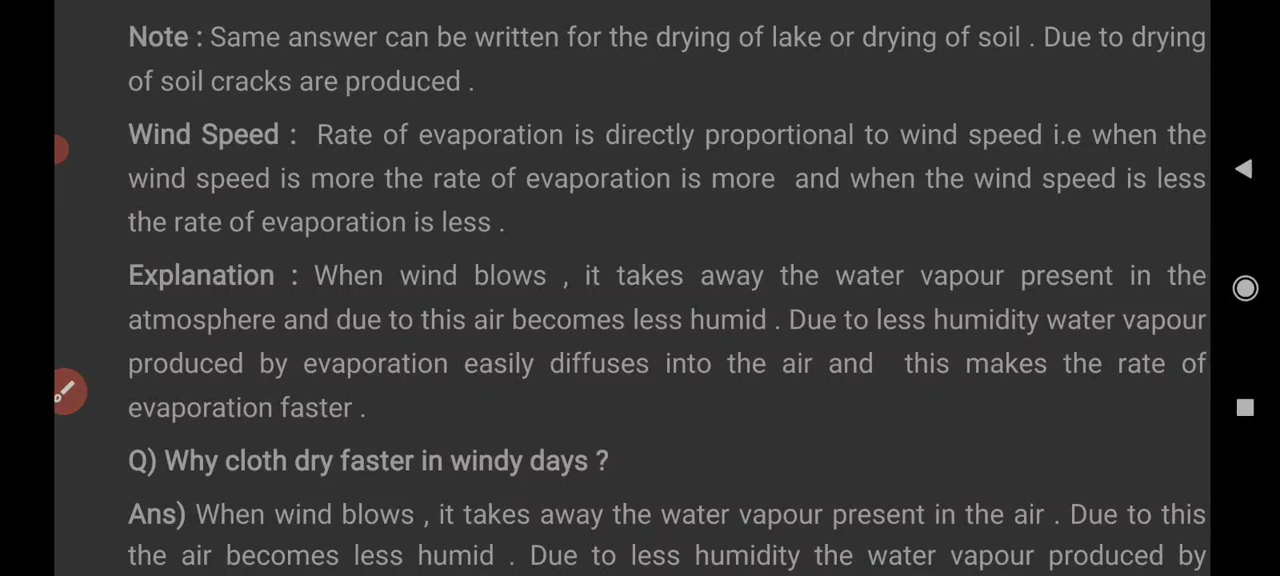 Note : Same answer can be written for the drying of lake or drying of soil . Due to drying
of soil cracks are produced .
Wind Speed : Rate of evaporation is directly proportional to wind speed i.e when the
wind speed is more the rate of evaporation is more and when the wind speed is less
the rate of evaporation is less .
Explanation : When wind blows , it takes away the water vapour present in the
atmosphere and due to this air becomes less humid . Due to less humidity water vapour
produced by evaporation easily diffuses into the air and this makes the rate of
evaporation faster .
Q) Why cloth dry faster in windy days ?
Ans) When wind blows , it takes away the water vapour present in the air . Due to this
the air becomes less humid . Due to less humidity the water vapour produced by